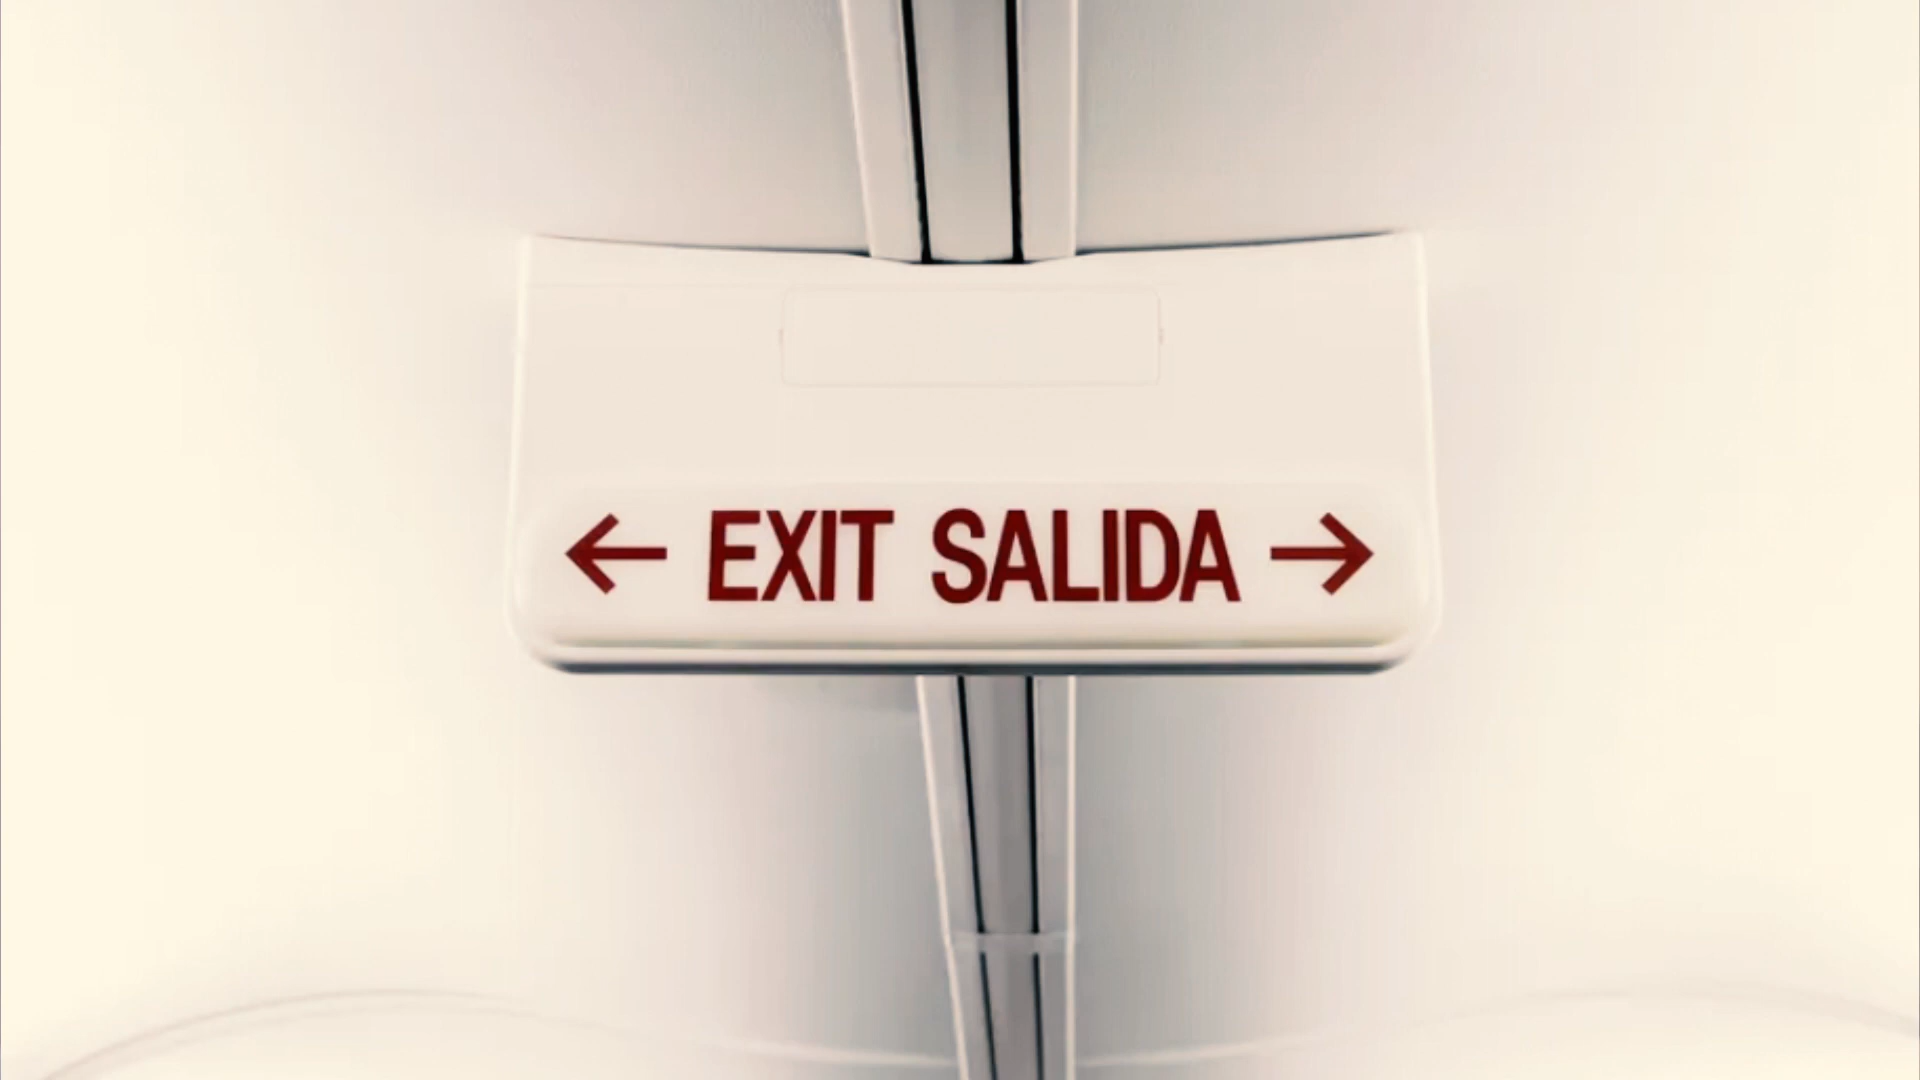 ← EXIT SALIDA →